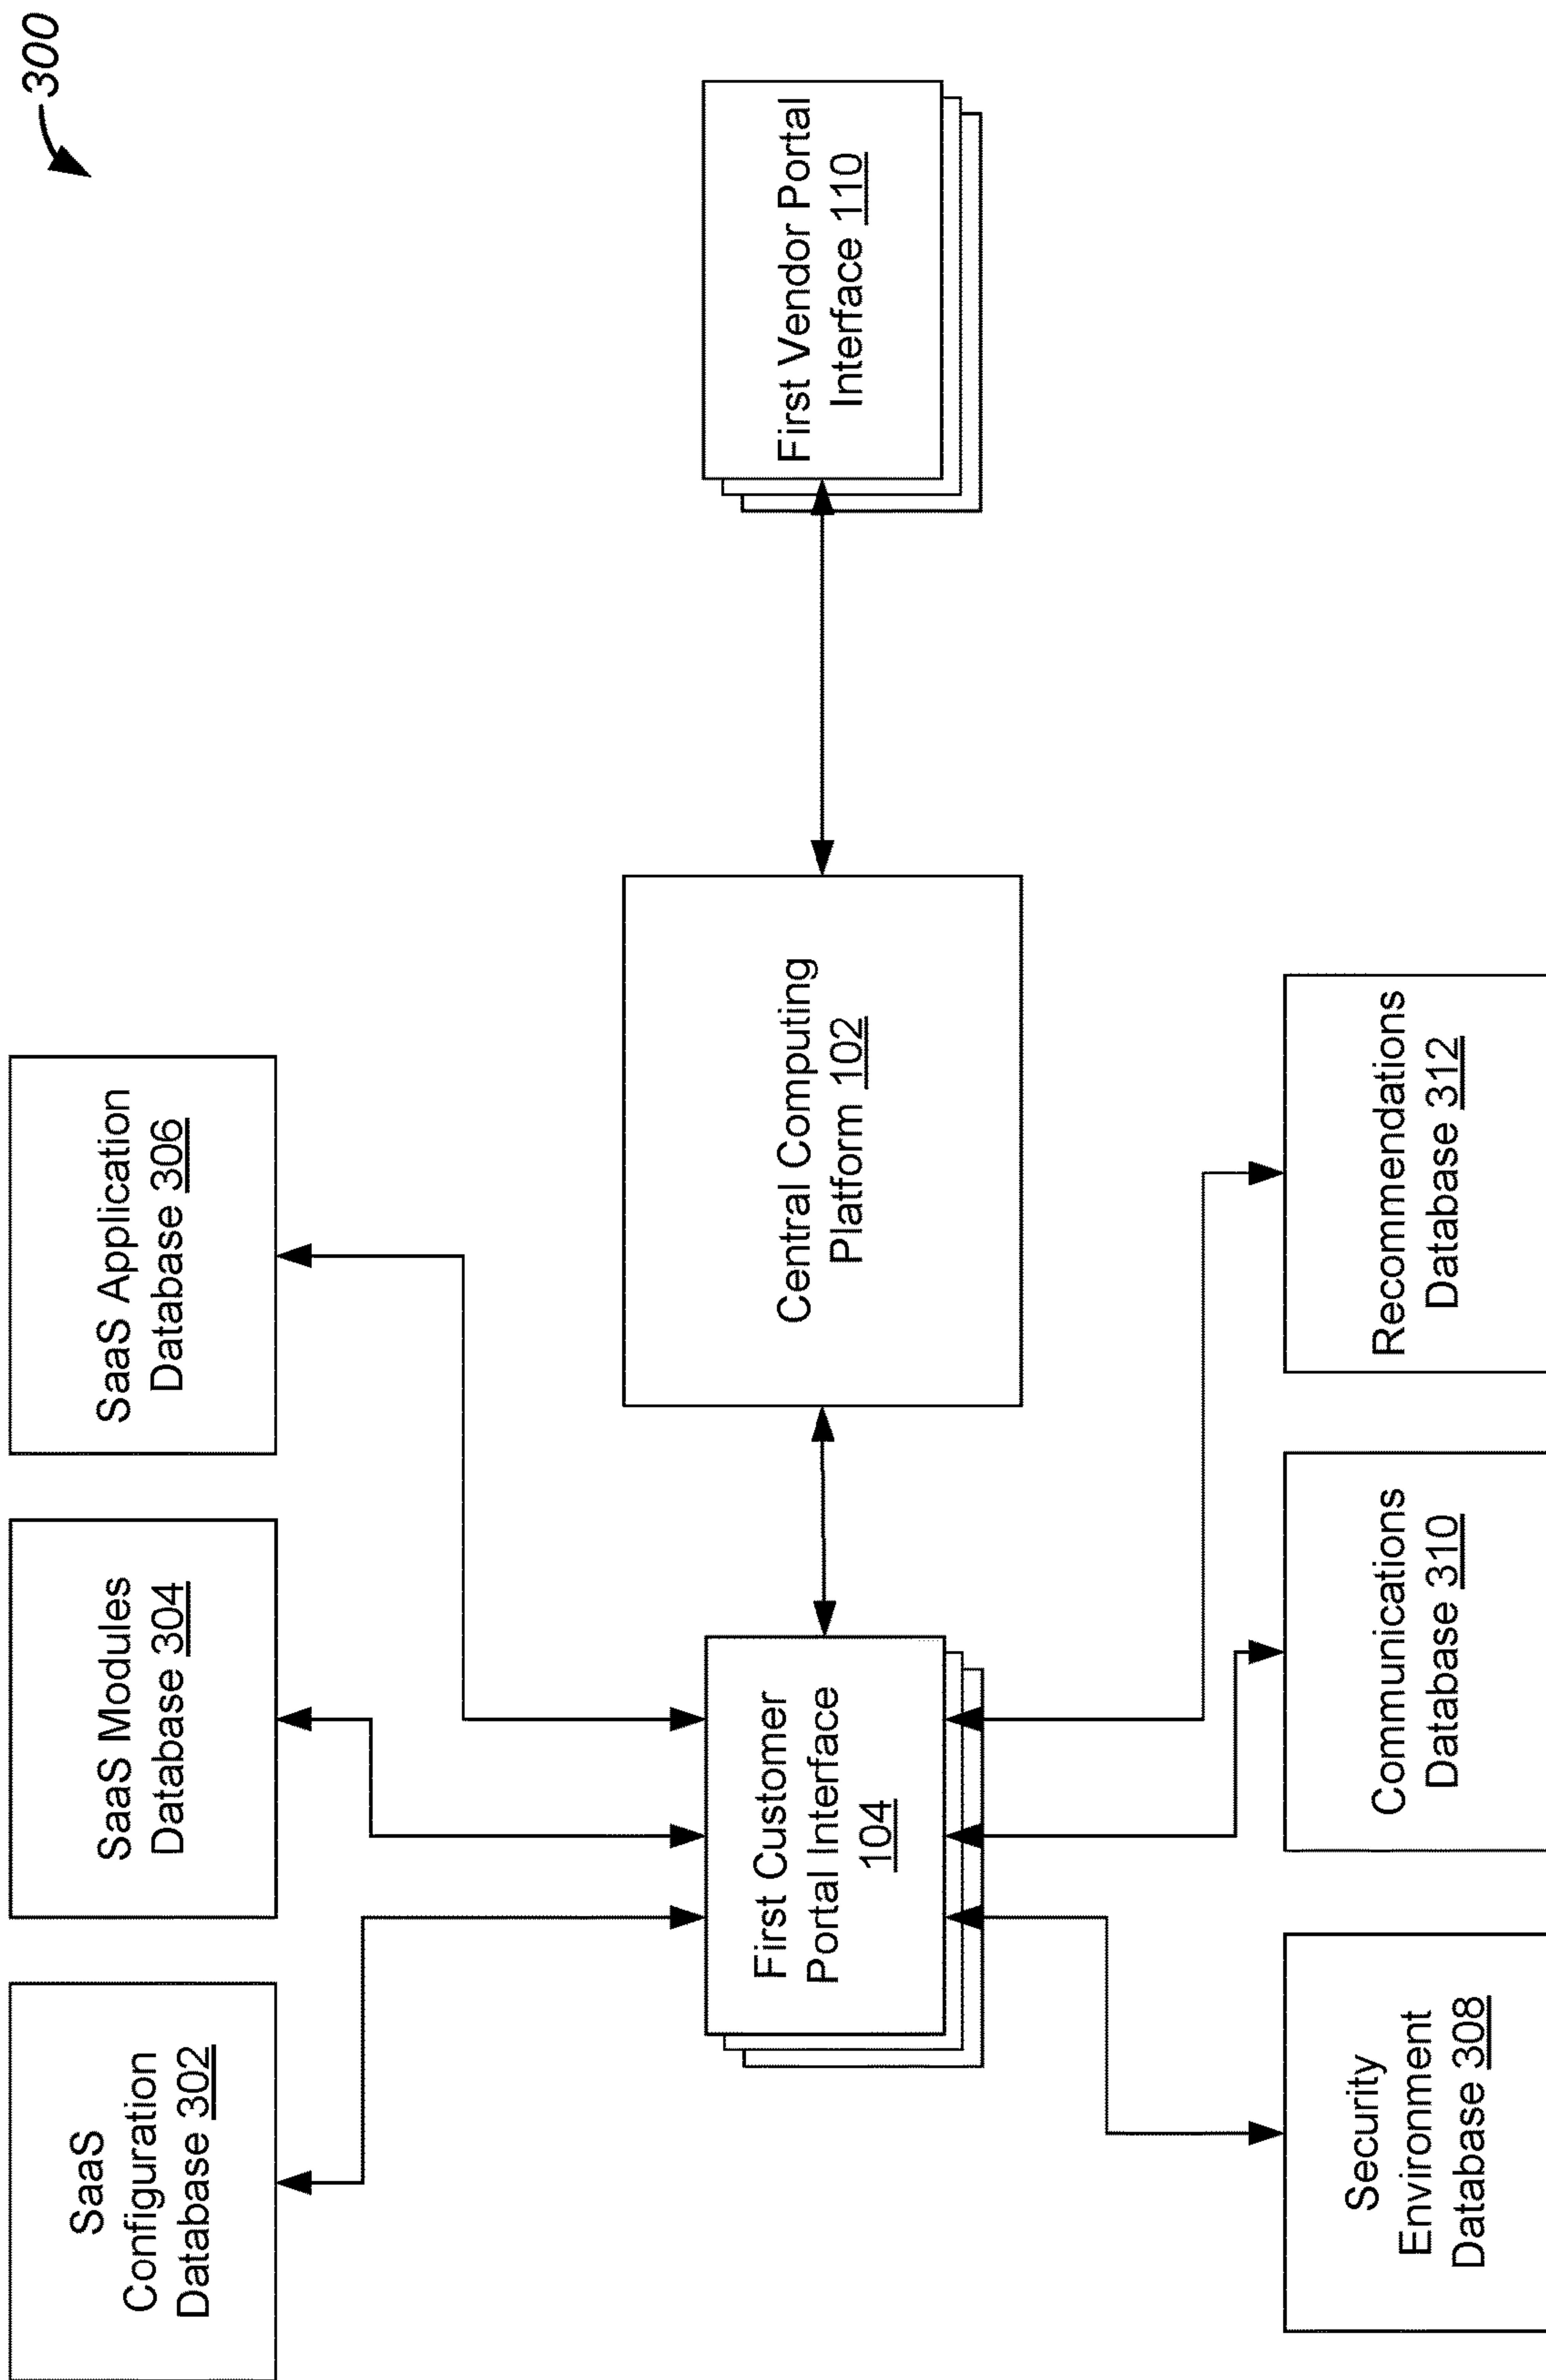 300
SaaS
Configuration
Database 302
SaaS Modules
Database 304
SaaS Application
Database 306
First Customer
Portal Interface
104
Central Computing
Platform 102
First Vendor Portal
Interface 110
Security
Environment
Database 308
Communications
Database 310
Recommendations
Database 312